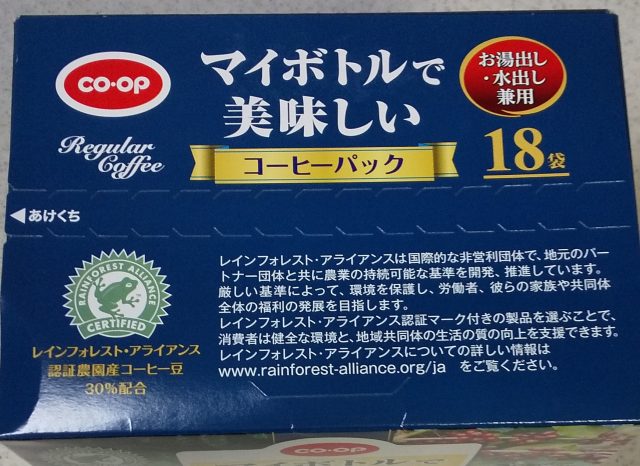 CO・OP
Regular
Coffee
マイボトルで
美味しい
コーヒーパック
お湯出し
・水出し
兼用
18袋
◀あけくち
RAINFOREST ALLIANCE
CERTIFIED
レインフォレスト・アライアンス
認証農園産コーヒー豆
30%配合
レインフォレスト・アライアンスは国際的な非営利団体で、地元のパー
トナー団体と共に農業の持続可能な基準を開発、推進しています。
厳しい基準によって、環境を保護し、労働者、彼らの家族や共同体
全体の福利の発展を目指します。
レインフォレスト・アライアンス認証マーク付きの製品を選ぶことで、
消費者は健全な環境と、地域共同体の生活の質の向上を支援できます。
レインフォレスト・アライアンスについての詳しい情報は
www.rainforest-alliance.org/ja をご覧ください。
CO・OP
マイボトルで